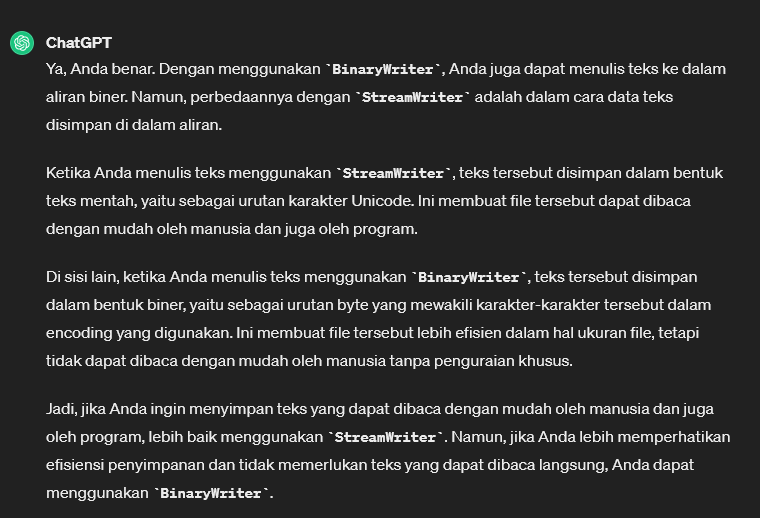 ChatGPT
Ya, Anda benar. Dengan menggunakan `BinaryWriter`, Anda juga dapat menulis teks ke dalam
aliran biner. Namun, perbedaannya dengan `StreamWriter` adalah dalam cara data teks
disimpan di dalam aliran.
Ketika Anda menulis teks menggunakan `StreamWriter`, teks tersebut disimpan dalam bentuk
teks mentah, yaitu sebagai urutan karakter Unicode. Ini membuat file tersebut dapat dibaca
dengan mudah oleh manusia dan juga oleh program.
Di sisi lain, ketika Anda menulis teks menggunakan `BinaryWriter`, teks tersebut disimpan
dalam bentuk biner, yaitu sebagai urutan byte yang mewakili karakter-karakter tersebut dalam
encoding yang digunakan. Ini membuat file tersebut lebih efisien dalam hal ukuran file, tetapi
tidak dapat dibaca dengan mudah oleh manusia tanpa penguraian khusus.
Jadi, jika Anda ingin menyimpan teks yang dapat dibaca dengan mudah oleh manusia dan juga
oleh program, lebih baik menggunakan `StreamWriter`. Namun, jika Anda lebih memperhatikan
efisiensi penyimpanan dan tidak memerlukan teks yang dapat dibaca langsung, Anda dapat
menggunakan `BinaryWriter`.